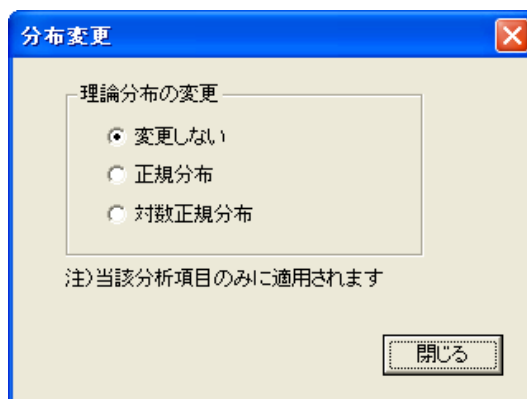 分布変更
理論分布の変更
変更しない
正規分布
対数正規分布
注)当該分析項目のみに適用されます
閉じる